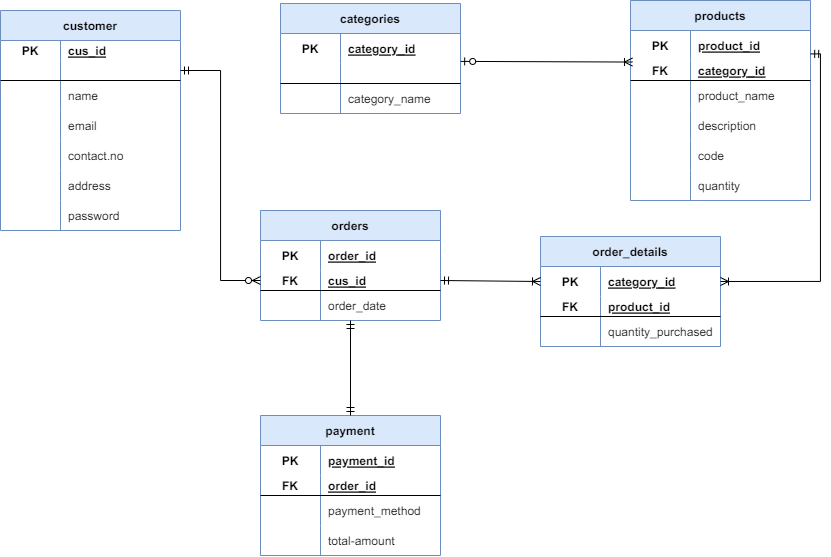 customer
PK cus_id
name
email
contact.no
address
password
categories
PK category_id
category_name
products
PK product_id
FK category_id
product_name
description
code
quantity
orders
PK order_id
FK cus_id
order_date
order_details
PK category_id
FK product_id
quantity_purchased
payment
PK payment_id
FK order_id
payment_method
total-amount